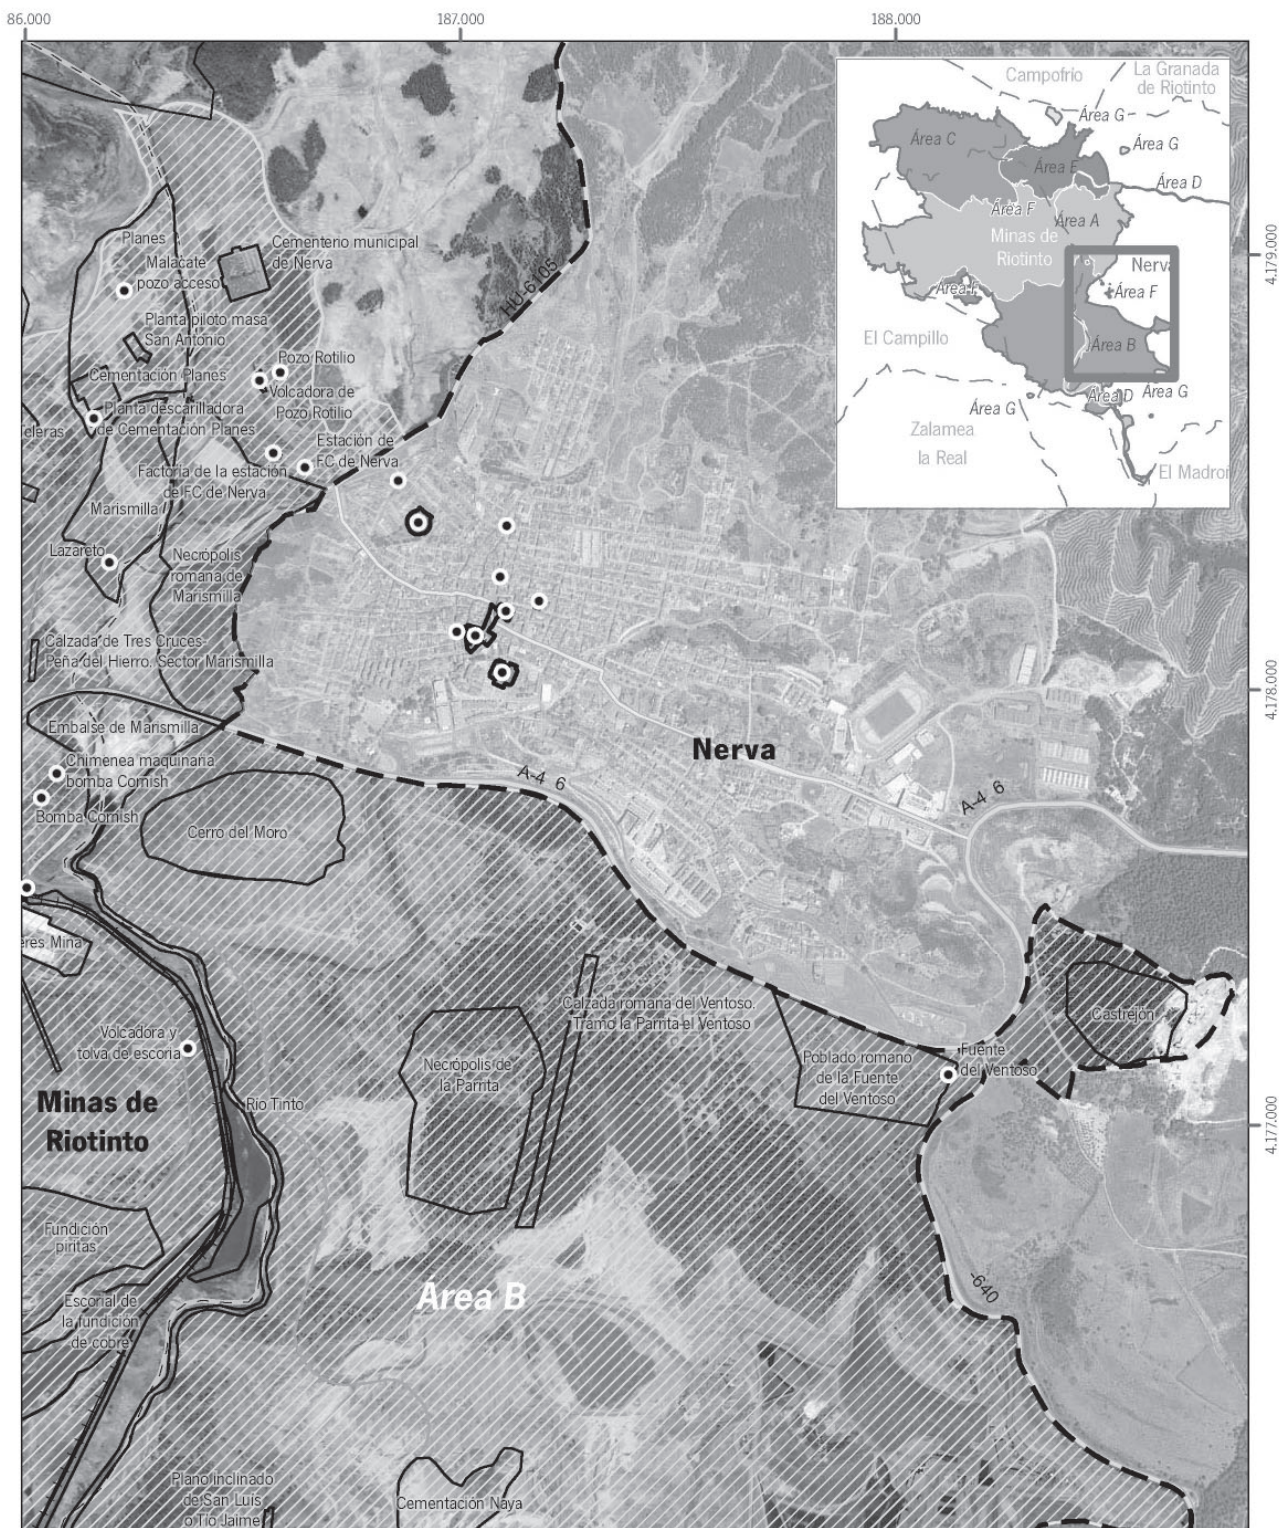 86.000
187.000
188.000
4.179.000
4.178.000
4.177.000
Campofrío
La Granada
de Riotinto
Área G
Área C
Área G
Área E
Área D
Área F
Área A
Minas de
Riotinto
Nerva
Área F
Área F
El Campillo
Área B
Área D
Área G
Área G
Zalamea
la Real
El Madroñ
Planes
Malacate
pozo acceso
Cementerio municipal
de Nerva
HU-6105
Planta piloto masa
San Antonio
Pozo Rotilio
Cementación Planes
Volcadora de
Pozo Rotilio
Planta descarilladora
de Cementación Planes
eleras
Estación de
FC de Nerva
Factoría de la estación
de FC de Nerva
Marismilla
Lazareto
Necrópolis
romana de
Marismilla
Calzada de Tres Cruces-
Peña del Hierro. Sector Marismilla
Embalse de Marismilla
Nerva
Chimenea maquinaria
bomba Cornish
A-4 6
A-4 6
Bomba Cornish
Cerro del Moro
eres Mina
Calzada romana del Ventoso.
Tramo la Parrita-el Ventoso
Castrejón
Volcadora y
tolva de escoria
Necrópolis de
la Parrita
Poblado romano
de la Fuente
del Ventoso
Fuente
del Ventoso
Minas de
Riotinto
Río Tinto
Fundición
piritas
Área B
-640
Escorial de
la fundición
de cobre
Plano inclinado
de San Luis
o Tío Jaime
Cementación Naya